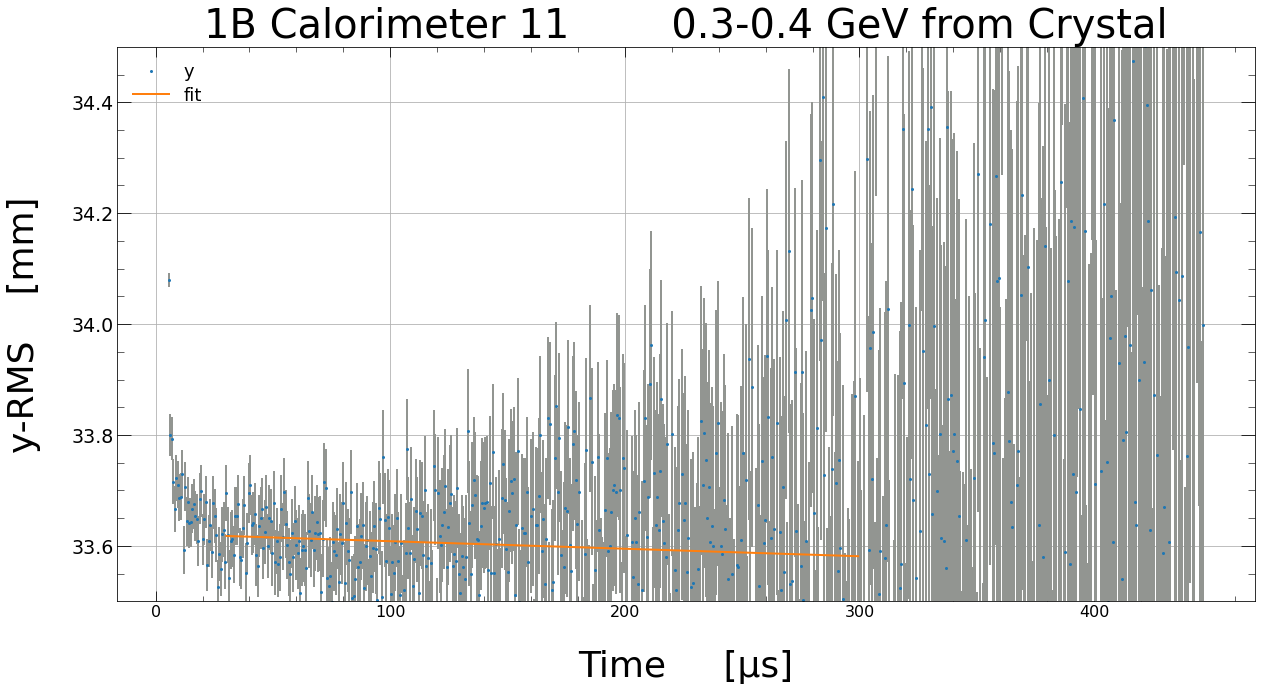 1B Calorimeter 11 0.3-0.4 GeV from Crystal
y
fit
34.4
34.2
34.0
33.8
33.6
y-RMS [mm]
0 100 200 300 400
Time [μs]